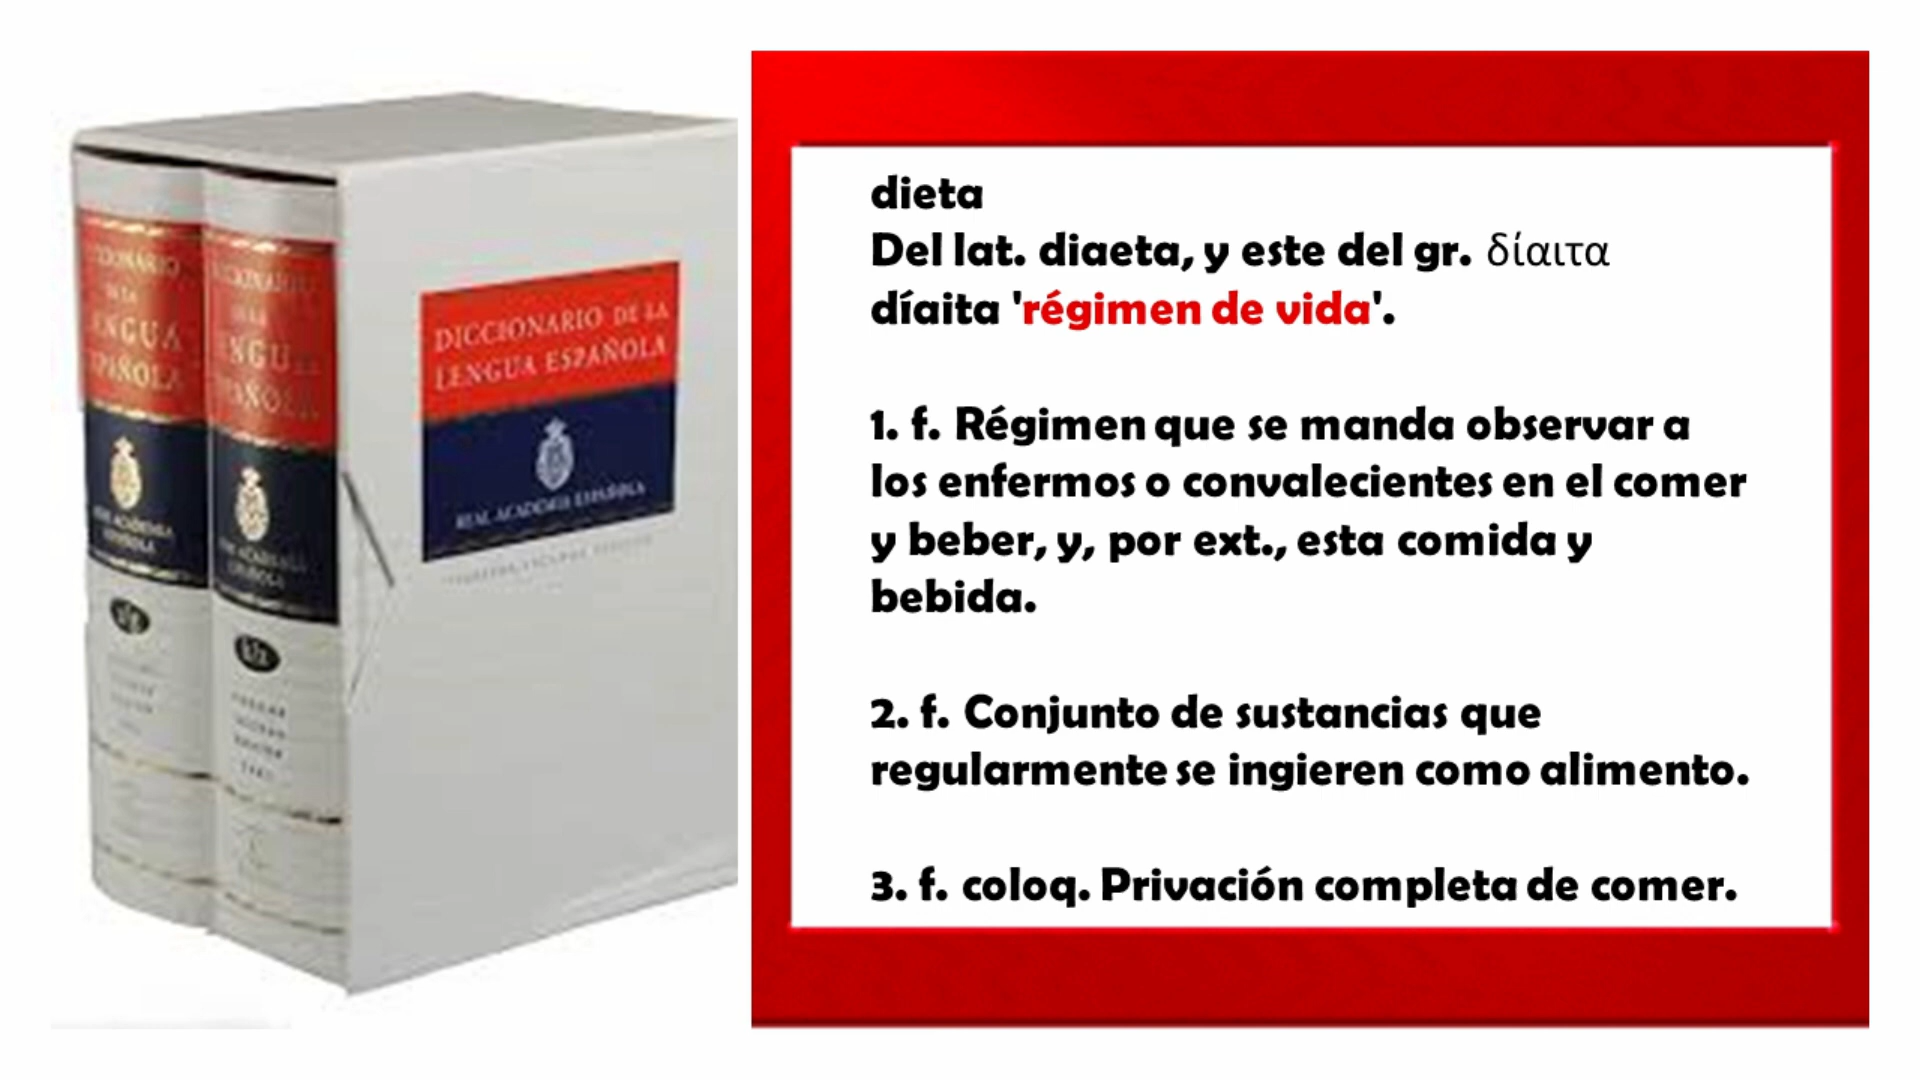 DICCIONARIO DE LA
LENGUA ESPAÑOLA
REAL ACADEMIA ESPAÑOLA
dieta
Del lat. diaeta, y este del gr. δίαιτα
díaita 'régimen de vida'.
1. f. Régimen que se manda observar a
los enfermos o convalecientes en el comer
y beber, y, por ext., esta comida y
bebida.
2. f. Conjunto de sustancias que
regularmente se ingieren como alimento.
3. f. coloq. Privación completa de comer.